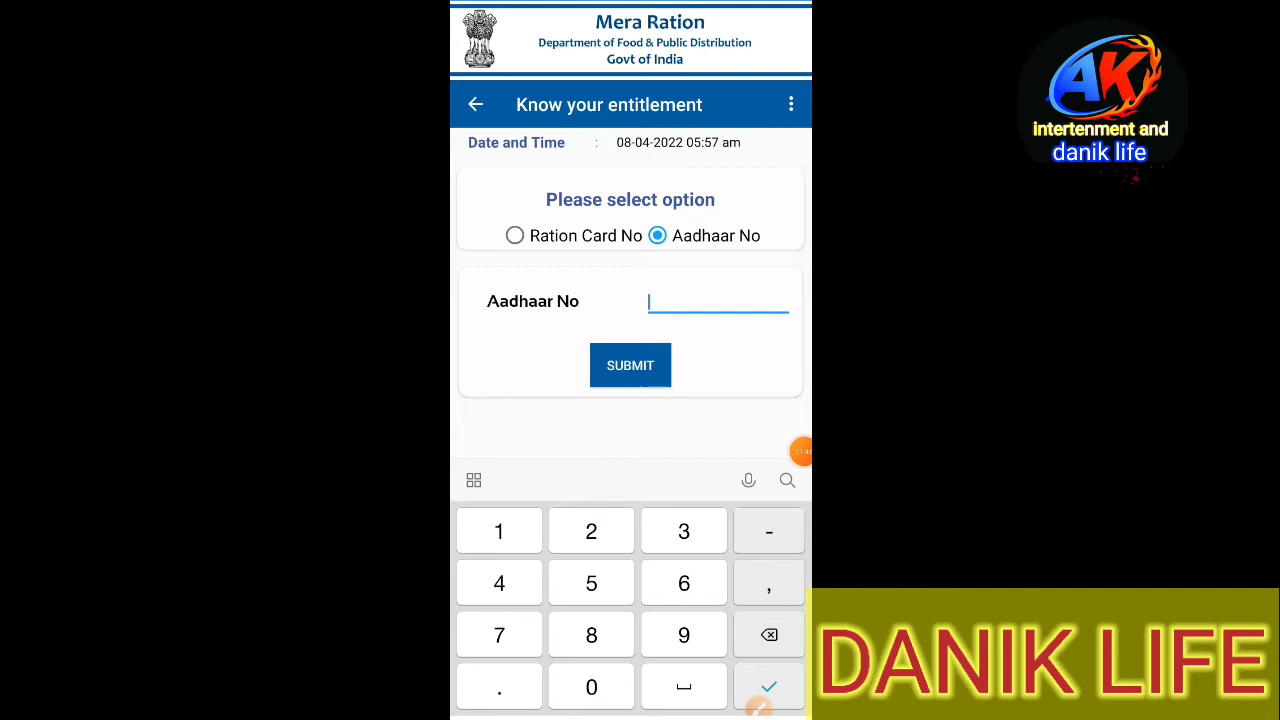 Mera Ration
Department of Food & Public Distribution
Govt of India
Know your entitlement
Date and Time : 08-04-2022 05:57 am
Please select option
Ration Card No Aadhaar No
Aadhaar No
SUBMIT
1 2 3 -
4 5 6 ,
7 8 9
. 0
AK
intertenment and
danik life
DANIK LIFE